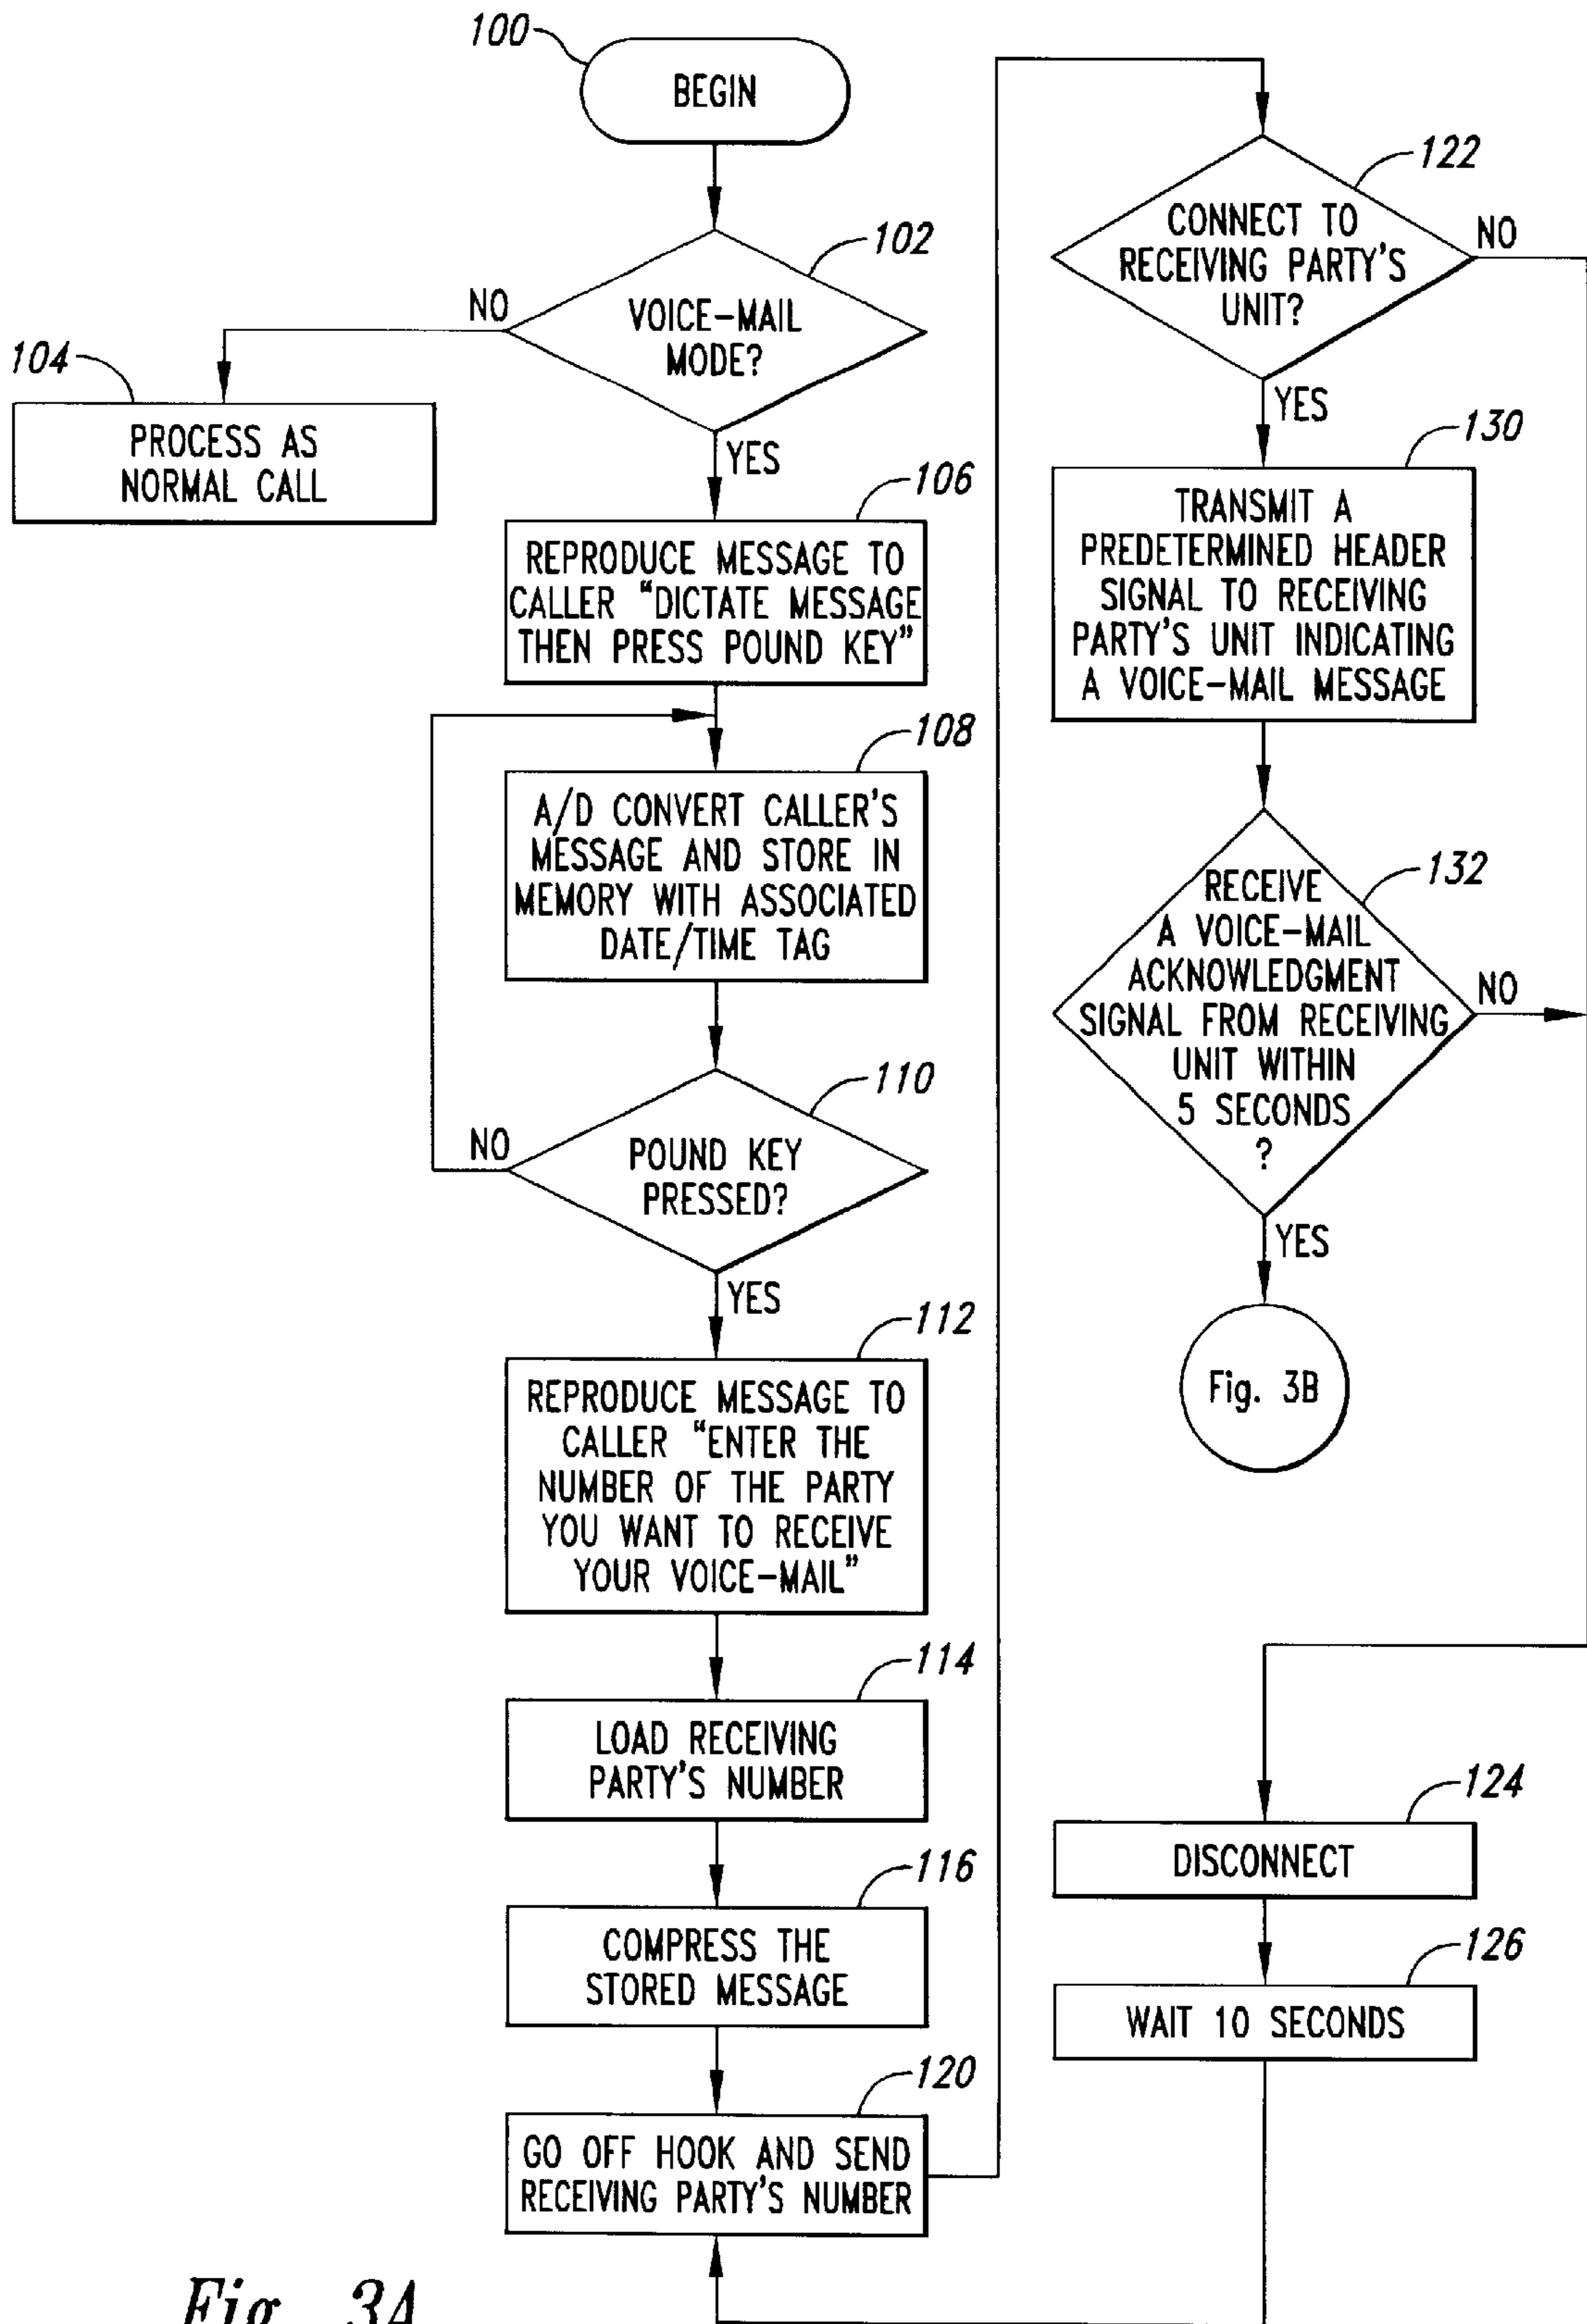 100
BEGIN
102
VOICE-MAIL
MODE?
NO
104
PROCESS AS
NORMAL CALL
YES
106
REPRODUCE MESSAGE TO
CALLER "DICTATE MESSAGE
THEN PRESS POUND KEY"
108
A/D CONVERT CALLER'S
MESSAGE AND STORE IN
MEMORY WITH ASSOCIATED
DATE/TIME TAG
110
POUND KEY
PRESSED?
NO
YES
112
REPRODUCE MESSAGE TO
CALLER "ENTER THE
NUMBER OF THE PARTY
YOU WANT TO RECEIVE
YOUR VOICE-MAIL"
114
LOAD RECEIVING
PARTY'S NUMBER
116
COMPRESS THE
STORED MESSAGE
120
GO OFF HOOK AND SEND
RECEIVING PARTY'S NUMBER
122
CONNECT TO
RECEIVING PARTY'S
UNIT?
NO
YES
130
TRANSMIT A
PREDETERMINED HEADER
SIGNAL TO RECEIVING
PARTY'S UNIT INDICATING
A VOICE-MAIL MESSAGE
132
RECEIVE
A VOICE-MAIL
ACKNOWLEDGMENT
SIGNAL FROM RECEIVING
UNIT WITHIN
5 SECONDS
?
NO
YES
Fig. 3B
124
DISCONNECT
126
WAIT 10 SECONDS
Fig. 3A